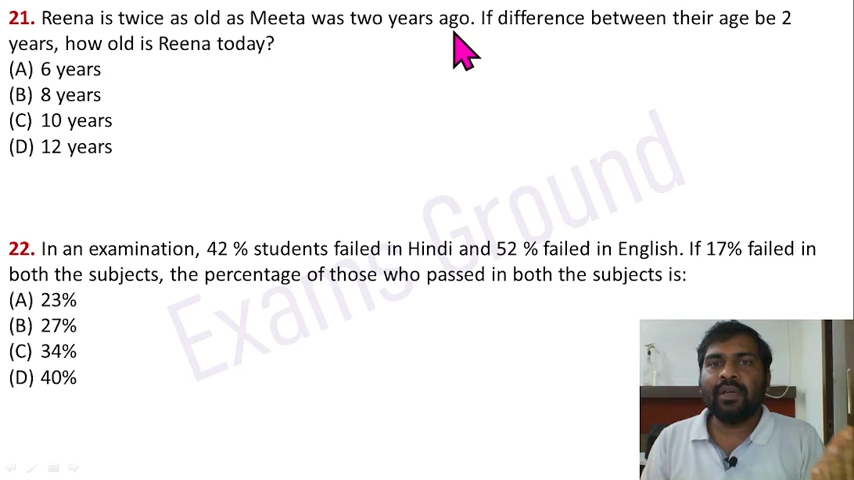 21. Reena is twice as old as Meeta was two years ago. If difference between their age be 2
years, how old is Reena today?
(A) 6 years
(B) 8 years
(C) 10 years
(D) 12 years
Exams Ground
22. In an examination, 42 % students failed in Hindi and 52 % failed in English. If 17% failed in
both the subjects, the percentage of those who passed in both the subjects is:
(A) 23%
(B) 27%
(C) 34%
(D) 40%